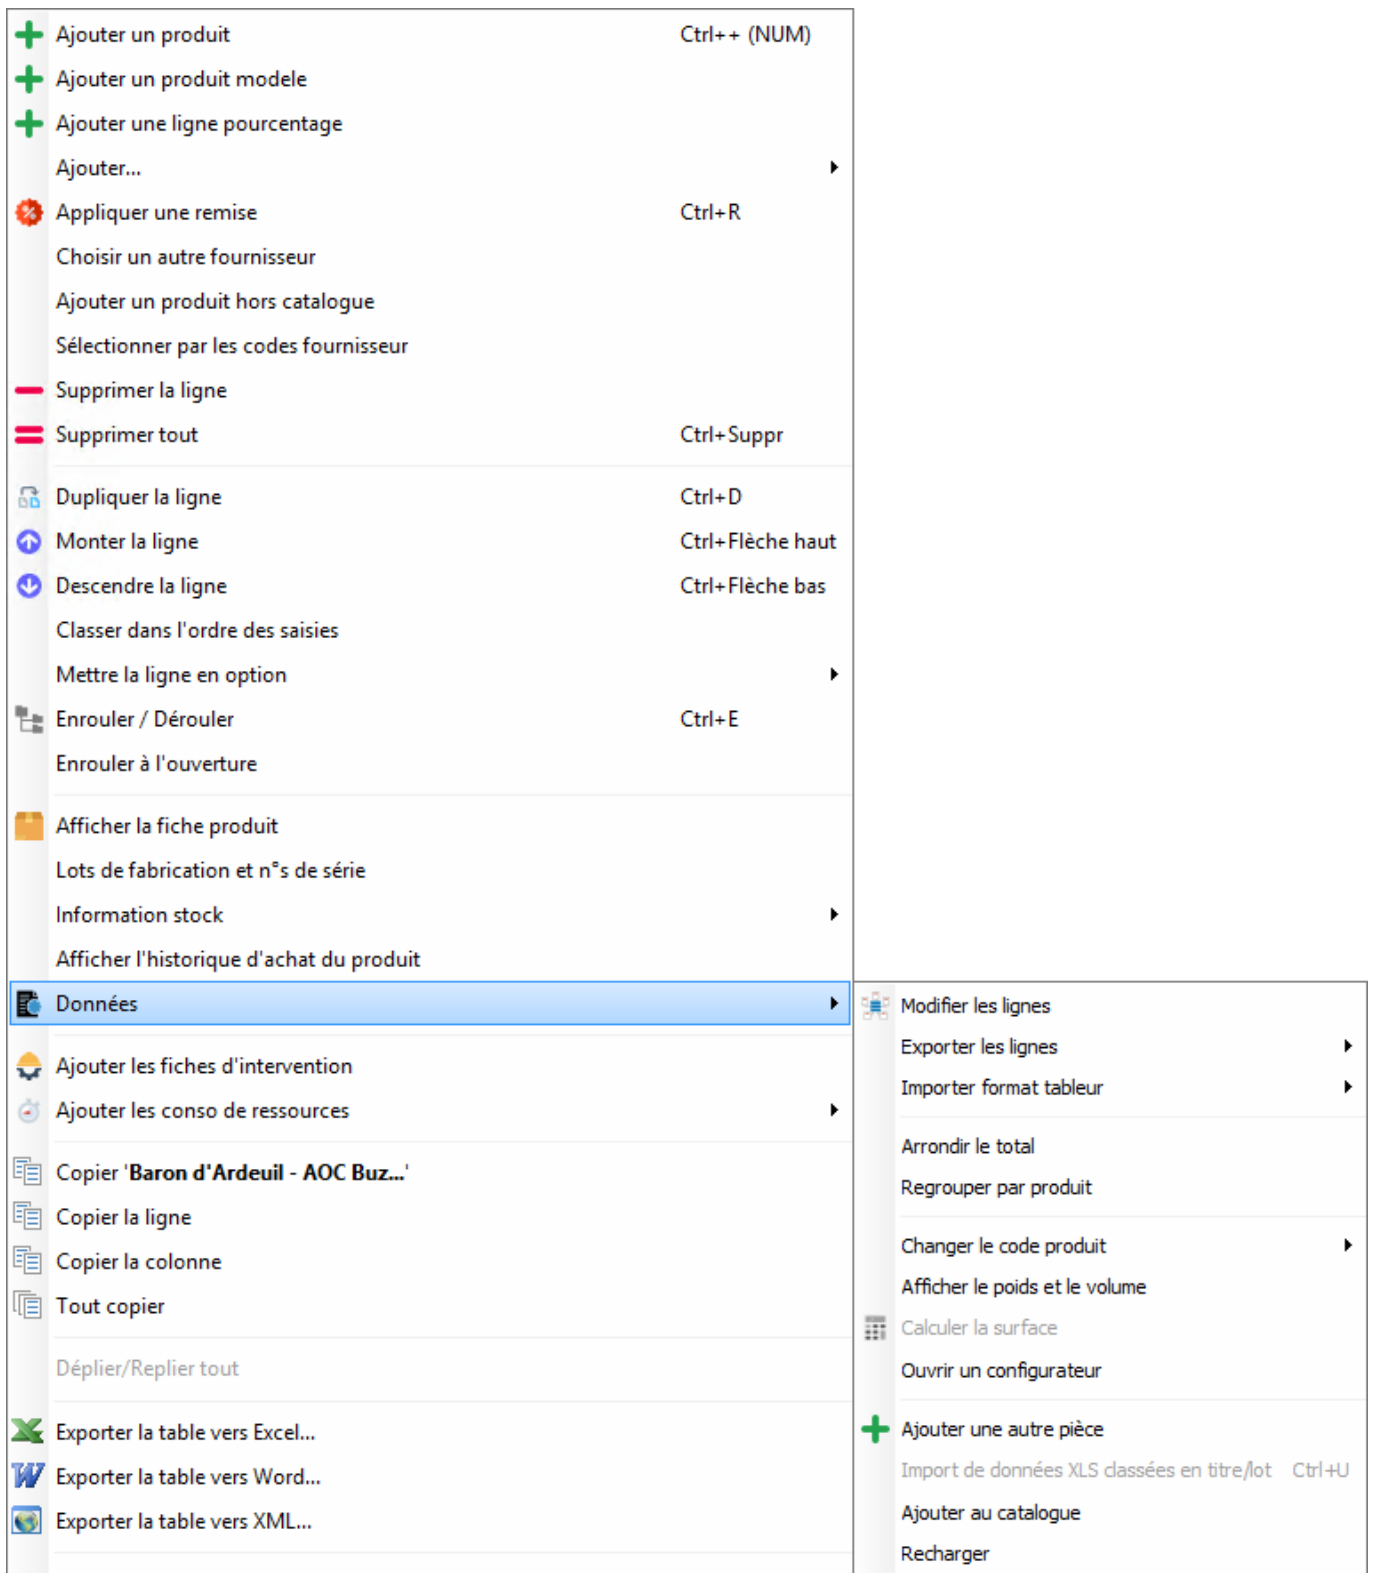 Ajouter un produit Ctrl++ (NUM)
Ajouter un produit modele
Ajouter une ligne pourcentage
Ajouter...
Appliquer une remise Ctrl+R
Choisir un autre fournisseur
Ajouter un produit hors catalogue
Sélectionner par les codes fournisseur
Supprimer la ligne
Supprimer tout Ctrl+Suppr
Dupliquer la ligne Ctrl+D
Monter la ligne Ctrl+Flèche haut
Descendre la ligne Ctrl+Flèche bas
Classer dans l'ordre des saisies
Mettre la ligne en option
Enrouler / Dérouler Ctrl+E
Enrouler à l'ouverture
Afficher la fiche produit
Lots de fabrication et n°s de série
Information stock
Afficher l'historique d'achat du produit
Données
Ajouter les fiches d'intervention
Ajouter les conso de ressources
Copier 'Baron d'Ardeuil - AOC Buz...'
Copier la ligne
Copier la colonne
Tout copier
Déplier/Replier tout
Exporter la table vers Excel...
Exporter la table vers Word...
Exporter la table vers XML...
Modifier les lignes
Exporter les lignes
Importer format tableur
Arrondir le total
Regrouper par produit
Changer le code produit
Afficher le poids et le volume
Calculer la surface
Ouvrir un configurateur
Ajouter une autre pièce
Import de données XLS classées en titre/lot Ctrl+U
Ajouter au catalogue
Recharger